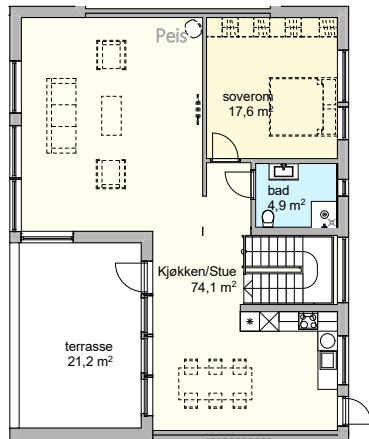 Peis
soverom
17,6 m²
bad
4,9 m²
Kjøkken/Stue
74,1 m²
terrasse
21,2 m²